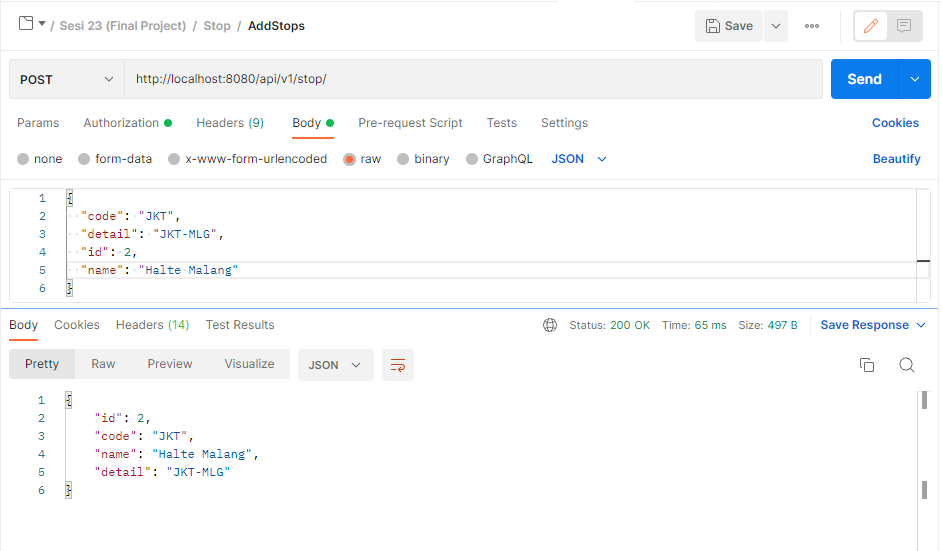 / Sesi 23 (Final Project) / Stop / AddStops
Save
POST
http://localhost:8080/api/v1/stop/
Send
Params Authorization Headers (9) Body Pre-request Script Tests Settings Cookies
none form-data x-www-form-urlencoded raw binary GraphQL JSON Beautify
1 {
2 "code": "JKT",
3 "detail": "JKT-MLG",
4 "id": 2,
5 "name": "Halte Malang"
6 }
Body Cookies Headers (14) Test Results Status: 200 OK Time: 65 ms Size: 497 B Save Response
Pretty Raw Preview Visualize JSON
1 {
2 "id": 2,
3 "code": "JKT",
4 "name": "Halte Malang",
5 "detail": "JKT-MLG"
6 }